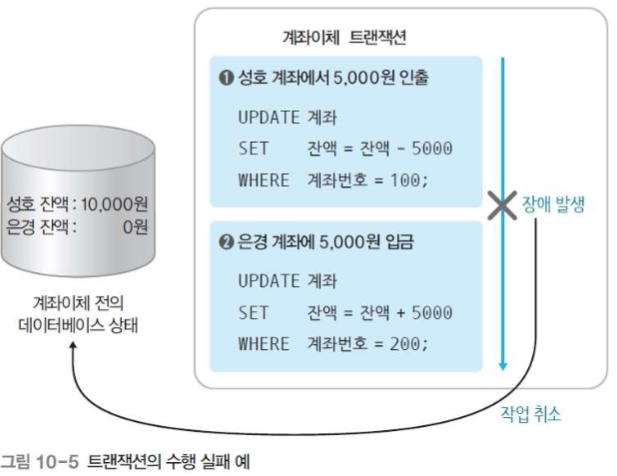 계좌이체 트랜잭션
❶ 성호 계좌에서 5,000원 인출
UPDATE 계좌
SET 잔액 = 잔액 - 5000
WHERE 계좌번호 = 100;
성호 잔액 : 10,000원
은경 잔액 : 0원
장애 발생
❷ 은경 계좌에 5,000원 입금
UPDATE 계좌
SET 잔액 = 잔액 + 5000
WHERE 계좌번호 = 200;
계좌이체 전의
데이터베이스 상태
작업 취소
그림 10-5 트랜잭션의 수행 실패 예